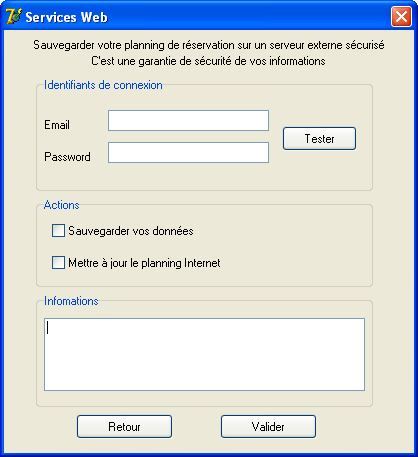 Services Web
Sauvegarder votre planning de réservation sur un serveur externe sécurisé
C'est une garantie de sécurité de vos informations
Identifiants de connexion
Email
Tester
Password
Actions
Sauvegarder vos données
Mettre à jour le planning Internet
Infomations
Retour
Valider